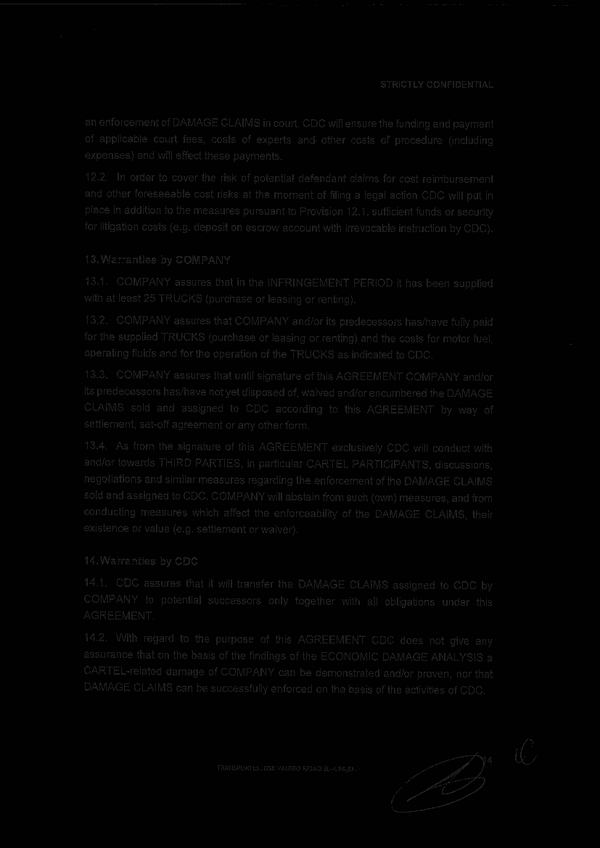 STRICTLY CONFIDENTIAL
an enforcement of DAMAGE CLAIMS in court. CDC will ensure the funding and payment
of applicable court fees, costs of experts and other costs of procedure (including
expenses) and will effect these payments.
12.2. In order to cover the risk of potential defendant claims for cost reimbursement
and other foreseeable cost risks at the moment of filing a legal action CDC will put in
place in addition to the measures pursuant to Provision 12.1. sufficient funds or security
for litigation costs (e.g. deposit on escrow account with irrevocable instruction by CDC).
13. Warranties by COMPANY
13.1. COMPANY assures that in the INFRINGEMENT PERIOD it has been supplied
with at least 25 TRUCKS (purchase or leasing or renting).
13.2. COMPANY assures that COMPANY and/or its predecessors has/have fully paid
for the supplied TRUCKS (purchase or leasing or renting) and the costs for motor fuel,
operating fluids and for the operation of the TRUCKS as indicated to CDC.
13.3. COMPANY assures that until signature of this AGREEMENT COMPANY and/or
its predecessors has/have not yet disposed of, waived and/or encumbered the DAMAGE
CLAIMS sold and assigned to CDC according to this AGREEMENT by way of
settlement, set-off agreement or any other form.
13.4. As from the signature of this AGREEMENT exclusively CDC will conduct with
and/or towards THIRD PARTIES, in particular CARTEL PARTICIPANTS, discussions,
negotiations and similar measures regarding the enforcement of the DAMAGE CLAIMS
sold and assigned to CDC. COMPANY will abstain from such (own) measures, and from
conducting measures which affect the enforceability of the DAMAGE CLAIMS, their
existence or value (e.g. settlement or waiver).
14. Warranties by CDC
14.1. CDC assures that it will transfer the DAMAGE CLAIMS assigned to CDC by
COMPANY to potential successors only together with all obligations under this
AGREEMENT.
14.2. With regard to the purpose of this AGREEMENT CDC does not give any
assurance that on the basis of the findings of the ECONOMIC DAMAGE ANALYSIS a
CARTEL-related damage of COMPANY can be demonstrated and/or proven, nor that
DAMAGE CLAIMS can be successfully enforced on the basis of the activities of CDC.
TRANSPORTES JOSE